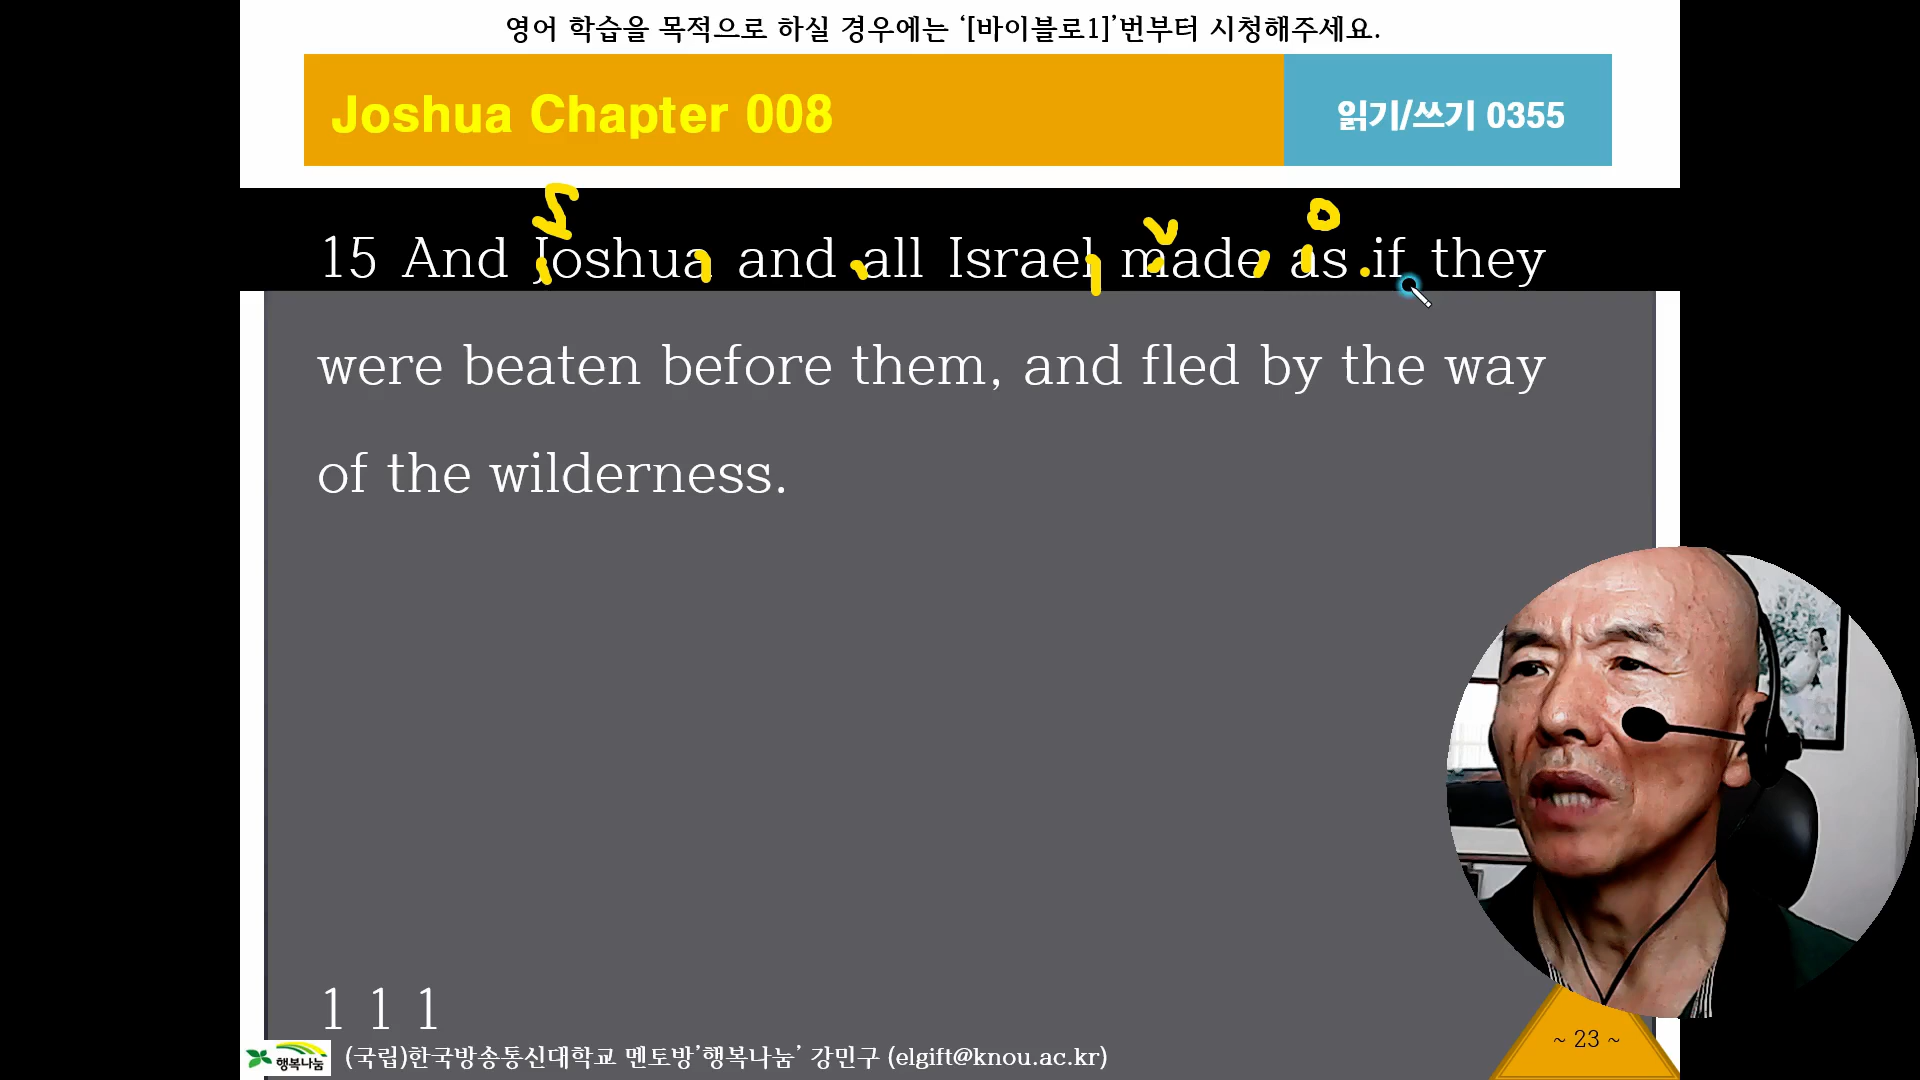 영어 학습을 목적으로 하실 경우에는 ‘[바이블로1]’번부터 시청해주세요.
Joshua Chapter 008
읽기/쓰기 0355
15 And Joshua and all Israel made as if they
were beaten before them, and fled by the way
of the wilderness.
1 1 1
~ 23 ~
행복나눔
(국립)한국방송통신대학교 멘토방’행복나눔’ 강민구 (elgift@knou.ac.kr)